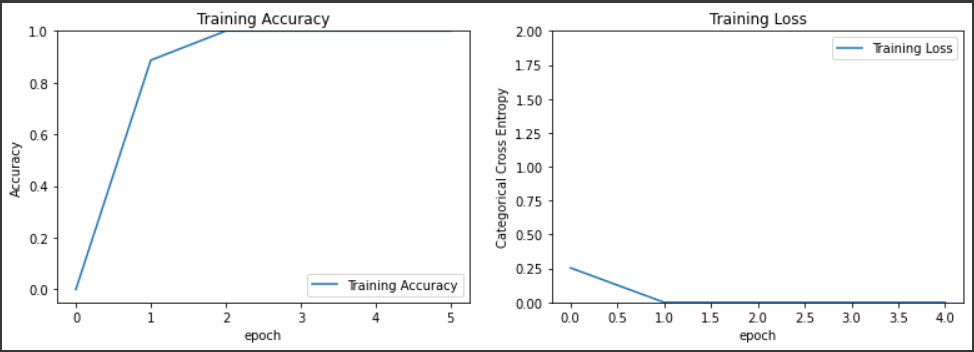 Training Accuracy
1.0
0.8
0.6
0.4
0.2
0.0
Accuracy
Training Accuracy
0 1 2 3 4 5
epoch
Training Loss
2.00
1.75
1.50
1.25
1.00
0.75
0.50
0.25
0.00
Categorical Cross Entropy
Training Loss
0.0 0.5 1.0 1.5 2.0 2.5 3.0 3.5 4.0
epoch